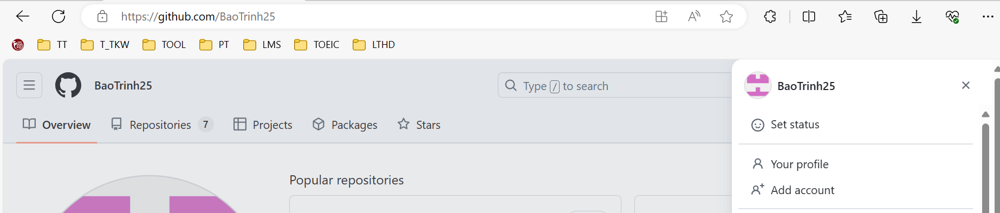 https://github.com/BaoTrinh25
TT T_TKW TOOL PT LMS TOEIC LTHD
BaoTrinh25
Type / to search
BaoTrinh25
Overview Repositories 7 Projects Packages Stars
Set status
Popular repositories
Your profile
Add account